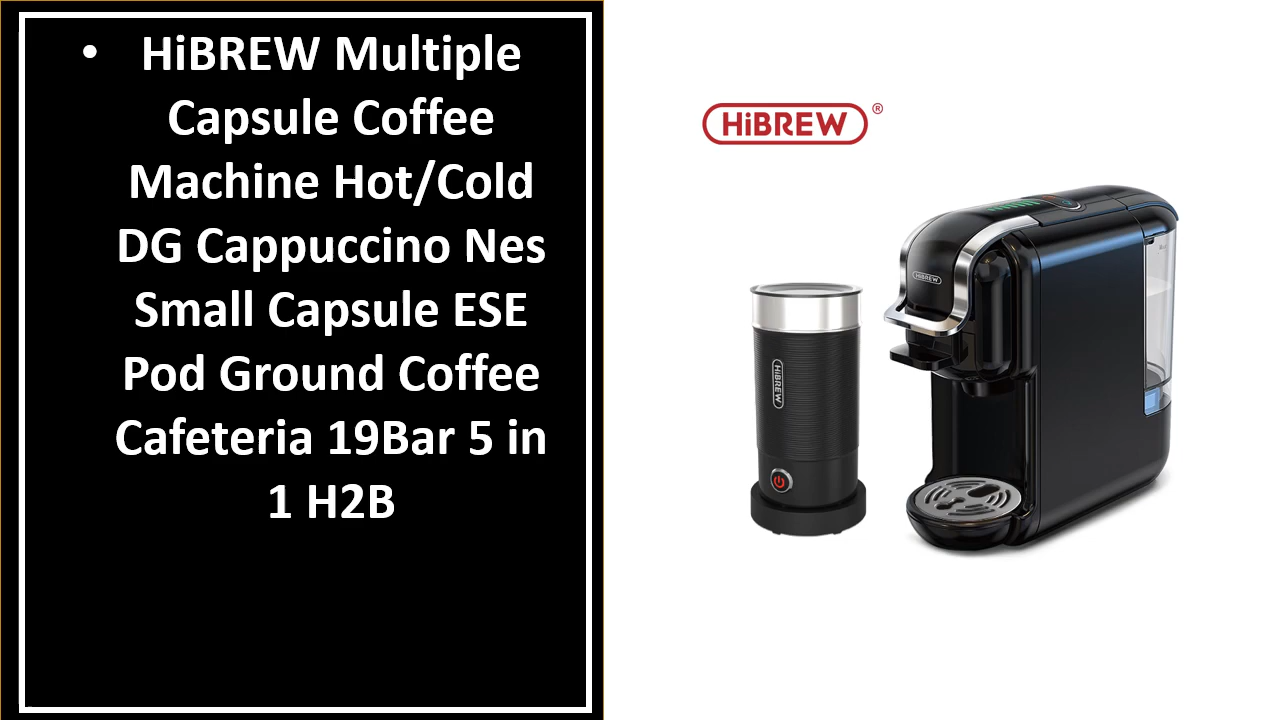 • HiBREW Multiple
Capsule Coffee
Machine Hot/Cold
DG Cappuccino Nes
Small Capsule ESE
Pod Ground Coffee
Cafeteria 19Bar 5 in
1 H2B
HiBREW®
HiBREW
HiBREW